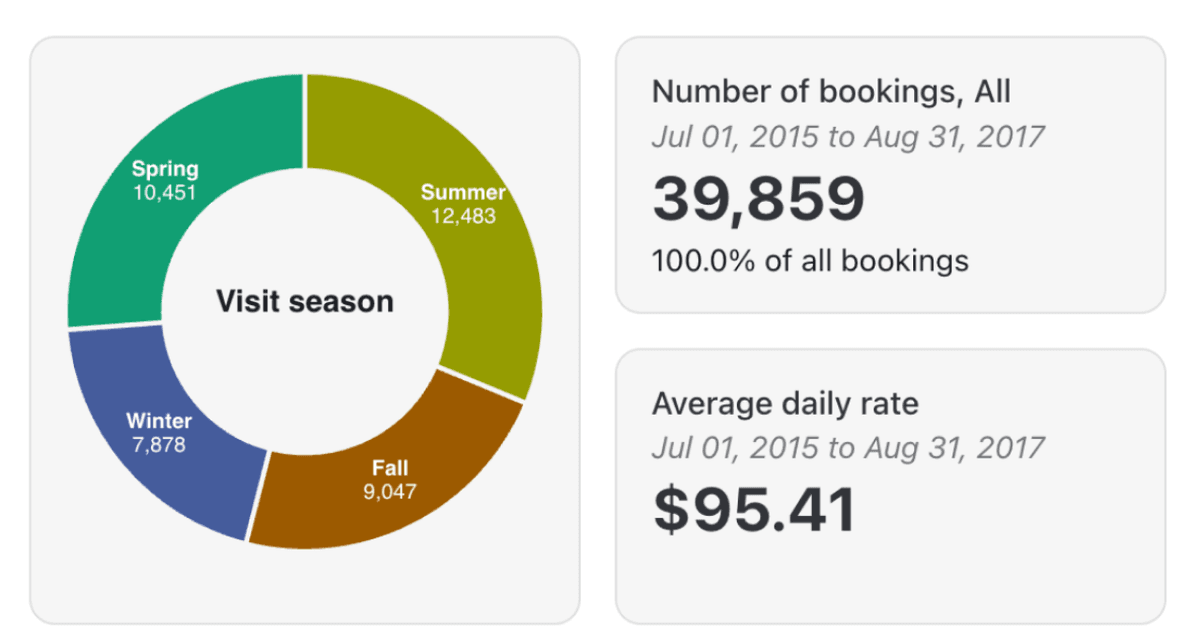 Spring
10,451
Summer
12,483
Visit season
Winter
7,878
Fall
9,047
Number of bookings, All
Jul 01, 2015 to Aug 31, 2017
39,859
100.0% of all bookings
Average daily rate
Jul 01, 2015 to Aug 31, 2017
$95.41